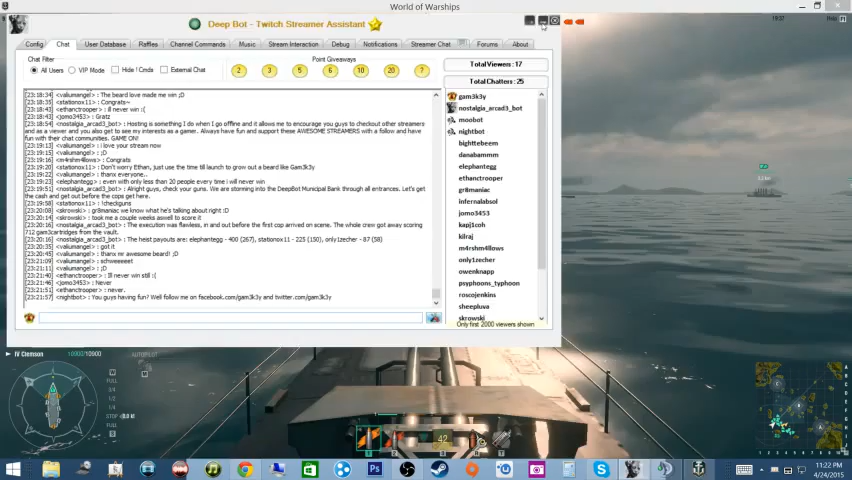 World of Warships
Deep Bot - Twitch Streamer Assistant
19:37
Config Chat User Database Raffles Channel Commands Music Stream Interaction Debug Notifications Streamer Chat Forums About
Chat Filter
All Users VIP Mode Hide ! Cmds External Chat
Point Giveaways
2 3 5 6 10 20 ?
Total Viewers: 17
Total Chatters: 25
[23:18:34] <valiumangel> : The beard love made me win ;D
[23:18:35] <stationox11> : Congrats~
[23:18:43] <ethanctrooper> : ill never win :(
[23:18:43] <jomo3453> : Gratz
[23:18:54] <nostalgia_arcad3_bot> : Hosting is something I do when I go offline and it allows me to encourage you guys to checkout other streamers
and as a viewer and you also get to see my interests as a gamer. Always have fun and support these AWESOME STREAMERS with a follow and have
fun with their chat communities. GAME ON!
[23:19:13] <valiumangel> : i love your stream now
[23:19:15] <valiumangel> : ;D
[23:19:16] <m4rshm4llows> : Congrats
[23:19:20] <stationox11> : Don't worry Ethan, just use the time till launch to grow out a beard like Gam3k3y
[23:19:22] <valiumangel> : thanx everyone..
[23:19:23] <elephantegg> : even with only less than 20 people every time i will never win
[23:19:51] <nostalgia_arcad3_bot> : Alright guys, check your guns. We are storming into the DeepBot Municipal Bank through all entrances. Let's get
the cash and get out before the cops get here.
[23:19:58] <stationox11> : !checkguns
[23:20:08] <skrowski> : gr8maniac we know what he's talking about right :D
[23:20:14] <skrowski> : took me a couple weeks aswell to score it
[23:20:16] <nostalgia_arcad3_bot> : The execution was flawless, in and out before the first cop arrived on scene. The whole crew got away scoring
712 gam3cartridges from the vault.
[23:20:16] <nostalgia_arcad3_bot> : The heist payouts are: elephantegg - 400 (267), stationox11 - 225 (150), only1zecher - 87 (58)
[23:20:45] <valiumangel> : got it
[23:20:45] <valiumangel> : thanx mr awesome beard! ;D
[23:21:09] <valiumangel> : schweeeeet
[23:21:11] <valiumangel> : ;D
[23:21:40] <ethanctrooper> : Ill never win still :(
[23:21:46] <jomo3453> : Never
[23:21:51] <ethanctrooper> : never.
[23:21:57] <nightbot> : You guys having fun? Well follow me on facebook.com/gam3k3y and twitter.com/gam3k3y
gam3k3y
nostalgia_arcad3_bot
moobot
nightbot
bighttebeem
danabammm
elephantegg
ethanctrooper
gr8maniac
infernalabsol
jomo3453
kapj1coh
kilraj
m4rshm4llows
only1zecher
owenknapp
psyphoons_typhoon
roscojenkins
sheepluva
skrowski
Only first 2000 viewers shown
IV Clemson 10000/10000 AUTOPILOT
FULL
3/4
1/2
1/4
STOP
FULL
42
1 2 R T
11:22 PM
4/24/2015